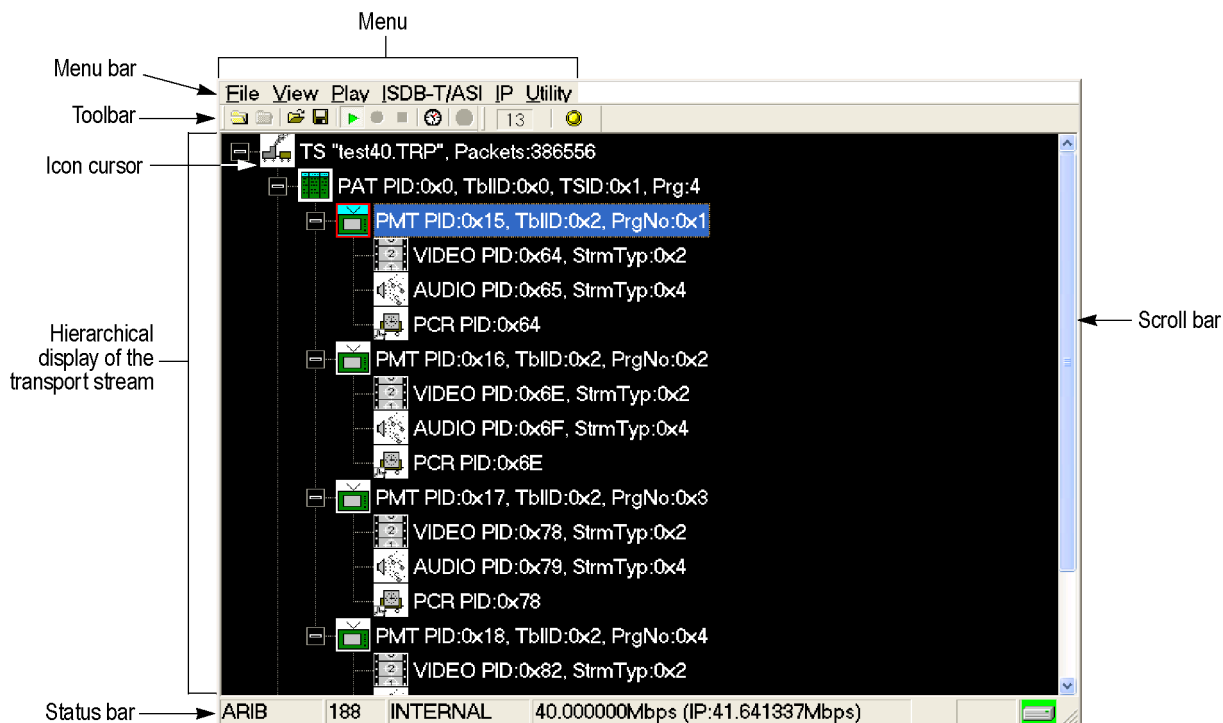 Menu
Menu bar
File View Play ISDB-T/ASI IP Utility
Toolbar
13
TS "test40.TRP", Packets:386556
Icon cursor
PAT PID:0x0, TblID:0x0, TSID:0x1, Prg:4
PMT PID:0x15, TblID:0x2, PrgNo:0x1
VIDEO PID:0x64, StrmTyp:0x2
AUDIO PID:0x65, StrmTyp:0x4
PCR PID:0x64
Scroll bar
Hierarchical
display of the
transport stream
PMT PID:0x16, TblID:0x2, PrgNo:0x2
VIDEO PID:0x6E, StrmTyp:0x2
AUDIO PID:0x6F, StrmTyp:0x4
PCR PID:0x6E
PMT PID:0x17, TblID:0x2, PrgNo:0x3
VIDEO PID:0x78, StrmTyp:0x2
AUDIO PID:0x79, StrmTyp:0x4
PCR PID:0x78
PMT PID:0x18, TblID:0x2, PrgNo:0x4
VIDEO PID:0x82, StrmTyp:0x2
Status bar
ARIB 188 INTERNAL 40.000000Mbps (IP:41.641337Mbps)